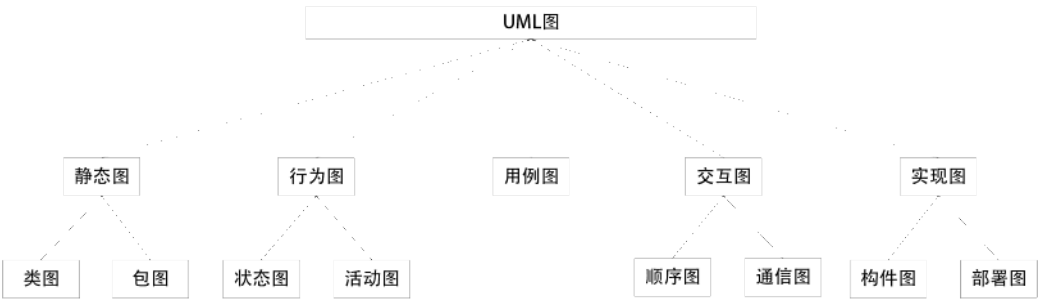 UML图
静态图
行为图
用例图
交互图
实现图
类图
包图
状态图
活动图
顺序图
通信图
构件图
部署图